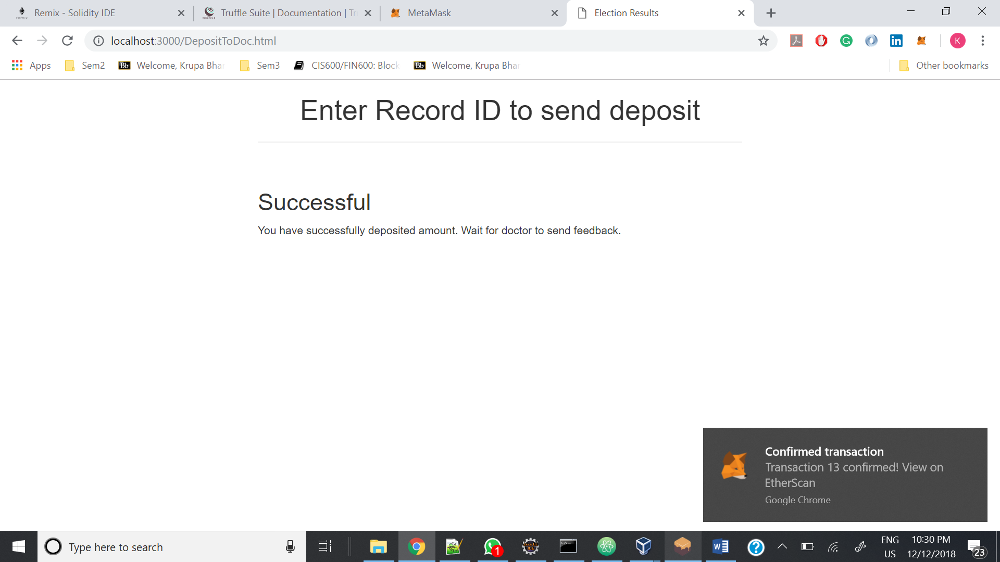 Remix - Solidity IDE
Truffle Suite | Documentation | Tr
MetaMask
Election Results
localhost:3000/DepositToDoc.html
K
Apps
Sem2
Bb Welcome, Krupa Bhar
Sem3
CIS600/FIN600: Block
Bb Welcome, Krupa Bhar
Other bookmarks
Enter Record ID to send deposit
Successful
You have successfully deposited amount. Wait for doctor to send feedback.
Confirmed transaction
Transaction 13 confirmed! View on
EtherScan
Google Chrome
Type here to search
1
ENG
US
10:30 PM
12/12/2018
23